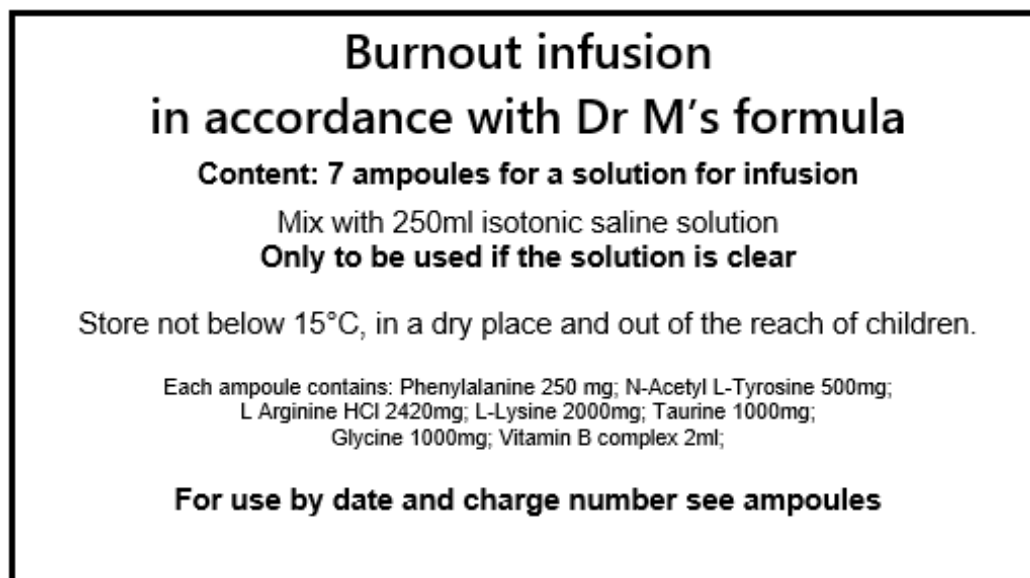 Burnout infusion
in accordance with Dr M's formula
Content: 7 ampoules for a solution for infusion
Mix with 250ml isotonic saline solution
Only to be used if the solution is clear
Store not below 15°C, in a dry place and out of the reach of children.
Each ampoule contains: Phenylalanine 250 mg; N-Acetyl L-Tyrosine 500mg;
L Arginine HCl 2420mg; L-Lysine 2000mg; Taurine 1000mg;
Glycine 1000mg; Vitamin B complex 2ml;
For use by date and charge number see ampoules